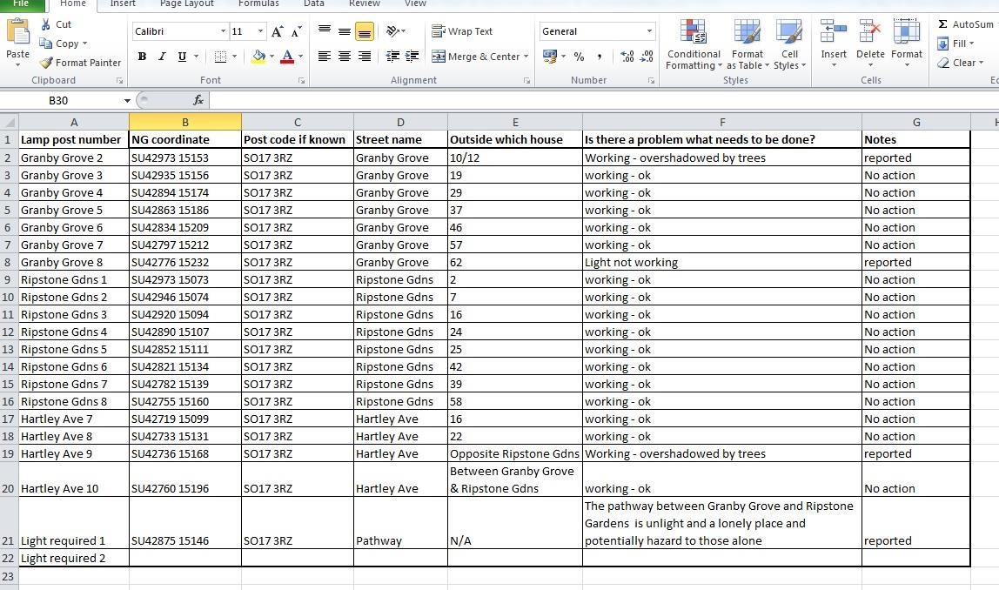 File Home Insert Page Layout Formulas Data Review View
Cut Calibri 11 Wrap Text General AutoSum
Copy Fill
Paste Format Painter B I U A Merge & Center % , Conditional Formatting Format as Table Cell Styles Insert Delete Format Clear
Clipboard Font Alignment Number Styles Cells
B30 fx
A B C D E F G
1 Lamp post number NG coordinate Post code if known Street name Outside which house Is there a problem what needs to be done? Notes
2 Granby Grove 2 SU42973 15153 SO17 3RZ Granby Grove 10/12 Working - overshadowed by trees reported
3 Granby Grove 3 SU42935 15156 SO17 3RZ Granby Grove 19 working - ok No action
4 Granby Grove 4 SU42894 15174 SO17 3RZ Granby Grove 29 working - ok No action
5 Granby Grove 5 SU42863 15186 SO17 3RZ Granby Grove 37 working - ok No action
6 Granby Grove 6 SU42834 15209 SO17 3RZ Granby Grove 46 working - ok No action
7 Granby Grove 7 SU42797 15212 SO17 3RZ Granby Grove 57 working - ok No action
8 Granby Grove 8 SU42776 15232 SO17 3RZ Granby Grove 62 Light not working reported
9 Ripstone Gdns 1 SU42973 15073 SO17 3RZ Ripstone Gdns 2 working - ok No action
10 Ripstone Gdns 2 SU42946 15074 SO17 3RZ Ripstone Gdns 7 working - ok No action
11 Ripstone Gdns 3 SU42920 15094 SO17 3RZ Ripstone Gdns 16 working - ok No action
12 Ripstone Gdns 4 SU42890 15107 SO17 3RZ Ripstone Gdns 24 working - ok No action
13 Ripstone Gdns 5 SU42852 15111 SO17 3RZ Ripstone Gdns 25 working - ok No action
14 Ripstone Gdns 6 SU42821 15134 SO17 3RZ Ripstone Gdns 42 working - ok No action
15 Ripstone Gdns 7 SU42782 15139 SO17 3RZ Ripstone Gdns 39 working - ok No action
16 Ripstone Gdns 8 SU42755 15160 SO17 3RZ Ripstone Gdns 58 working - ok No action
17 Hartley Ave 7 SU42719 15099 SO17 3RZ Hartley Ave 16 working - ok No action
18 Hartley Ave 8 SU42733 15131 SO17 3RZ Hartley Ave 22 working - ok No action
19 Hartley Ave 9 SU42736 15168 SO17 3RZ Hartley Ave Opposite Ripstone Gdns Working - overshadowed by trees reported
Between Granby Grove
20 Hartley Ave 10 SU42760 15196 SO17 3RZ Hartley Ave & Ripstone Gdns working - ok No action
The pathway between Granby Grove and Ripstone
Gardens is unlight and a lonely place and
21 Light required 1 SU42875 15146 SO17 3RZ Pathway N/A potentially hazard to those alone reported
22 Light required 2
23